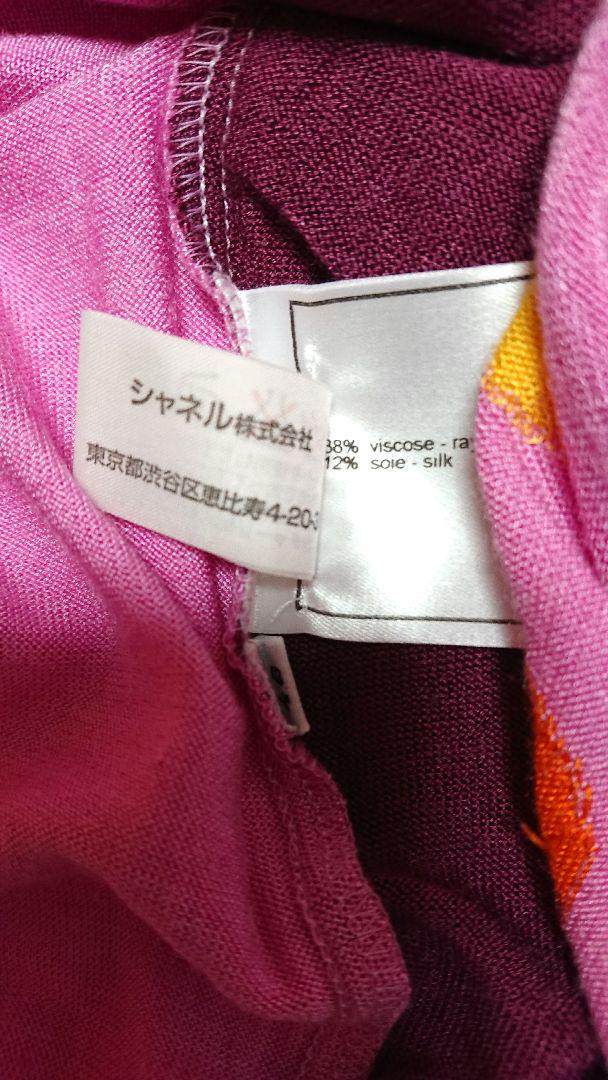 シャネル株式会社
東京都渋谷区恵比寿4-20-
38% viscose - ra
12% soie - silk